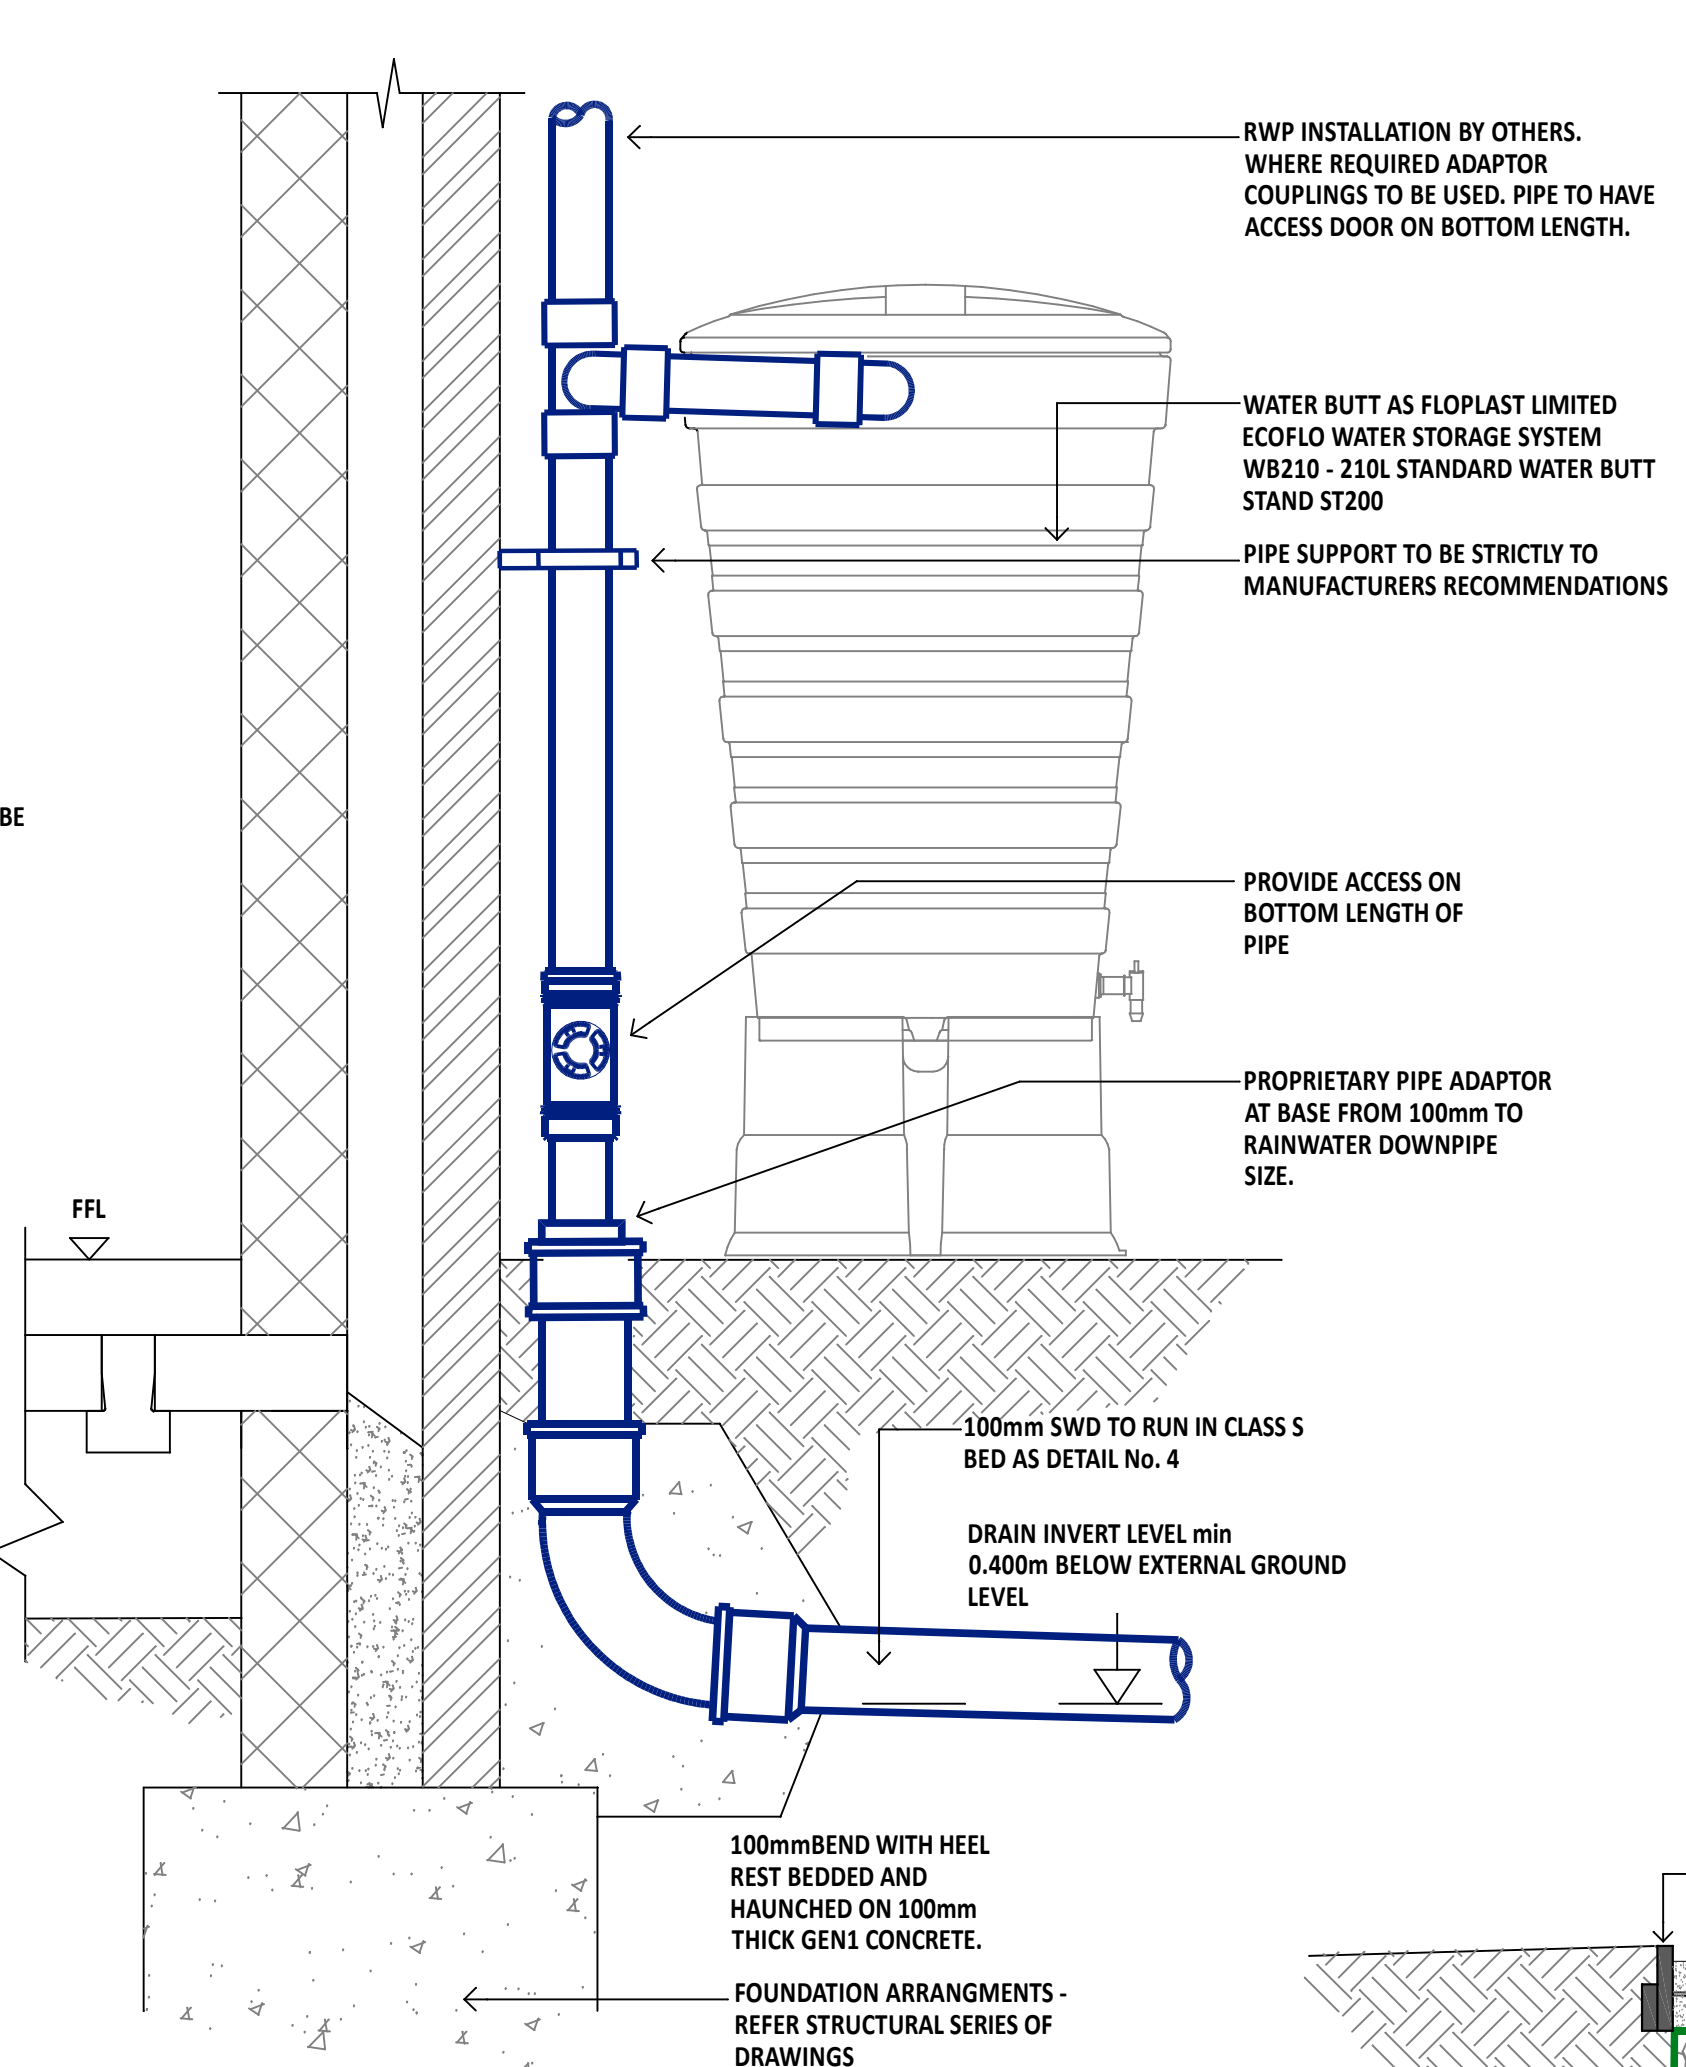 RWP INSTALLATION BY OTHERS.
WHERE REQUIRED ADAPTOR
COUPLINGS TO BE USED. PIPE TO HAVE
ACCESS DOOR ON BOTTOM LENGTH.
WATER BUTT AS FLOPLAST LIMITED
ECOFLO WATER STORAGE SYSTEM
WB210 - 210L STANDARD WATER BUTT
STAND ST200
PIPE SUPPORT TO BE STRICTLY TO
MANUFACTURERS RECOMMENDATIONS
BE
PROVIDE ACCESS ON
BOTTOM LENGTH OF
PIPE
PROPRIETARY PIPE ADAPTOR
AT BASE FROM 100mm TO
RAINWATER DOWNPIPE
SIZE.
FFL
100mm SWD TO RUN IN CLASS S
BED AS DETAIL No. 4
DRAIN INVERT LEVEL min
0.400m BELOW EXTERNAL GROUND
LEVEL
100mmBEND WITH HEEL
REST BEDDED AND
HAUNCHED ON 100mm
THICK GEN1 CONCRETE.
FOUNDATION ARRANGMENTS -
REFER STRUCTURAL SERIES OF
DRAWINGS